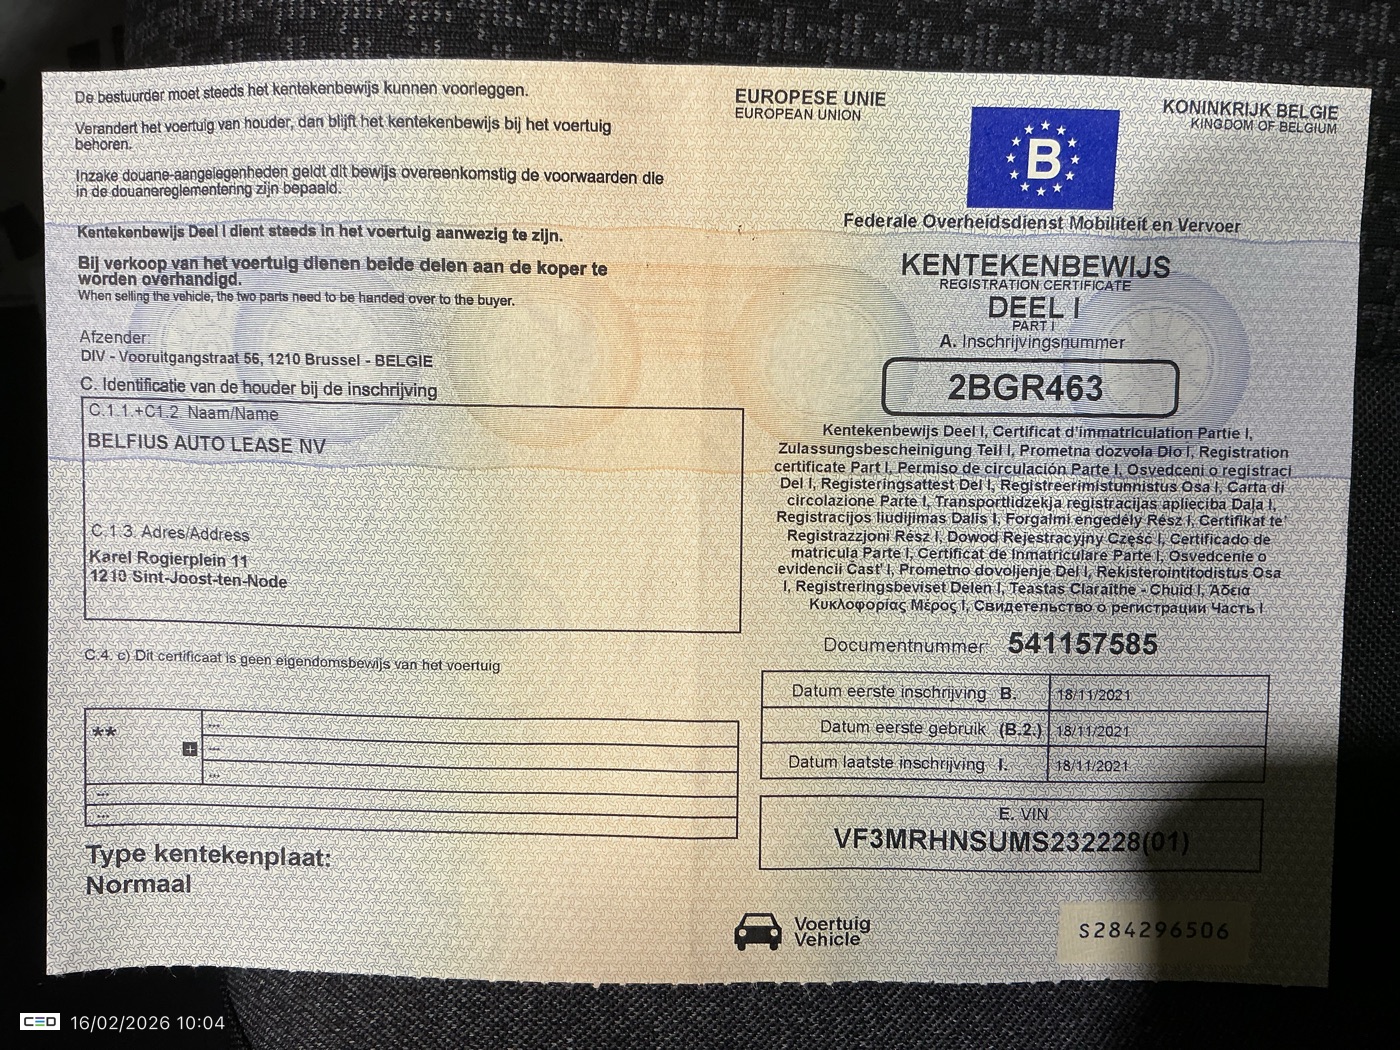 De bestuurder moet steeds het kentekenbewijs kunnen voorleggen.
Verandert het voertuig van houder, dan blijft het kentekenbewijs bij het voertuig
behoren.
Inzake douane-aangelegenheden geldt dit bewijs overeenkomstig de voorwaarden die
in de douanereglementering zijn bepaald.
Kentekenbewijs Deel I dient steeds in het voertuig aanwezig te zijn.
Bij verkoop van het voertuig dienen beide delen aan de koper te
worden overhandigd.
When selling the vehicle, the two parts need to be handed over to the buyer.
Afzender:
DIV - Vooruitgangstraat 56, 1210 Brussel - BELGIE
C. Identificatie van de houder bij de inschrijving
C.1.1.+C1.2. Naam/Name
BELFIUS AUTO LEASE NV
C.1.3. Adres/Address
Karel Rogierplein 11
1210 Sint-Joost-ten-Node
C.4. c) Dit certificaat is geen eigendomsbewijs van het voertuig
**
+
...
...
...
...
...
Type kentekenplaat:
Normaal
EUROPESE UNIE
EUROPEAN UNION
B
KONINKRIJK BELGIE
KINGDOM OF BELGIUM
Federale Overheidsdienst Mobiliteit en Vervoer
KENTEKENBEWIJS
REGISTRATION CERTIFICATE
DEEL I
PART I
A. Inschrijvingsnummer
2BGR463
Kentekenbewijs Deel I, Certificat d'immatriculation Partie I,
Zulassungsbescheinigung Teil I, Prometna dozvola Dio I, Registration
certificate Part I, Permiso de circulación Parte I, Osvedceni o registraci
Del I, Registeringsattest Del I, Registreerimistunnistus Osa I, Carta di
circolazione Parte I, Transportlidzekja registracijas aplieciba Daļa I,
Registracijos liudijimas Dalis I, Forgalmi engedély Rész I, Certifikat te'
Registrazzjoni Rész I, Dowod Rejestracyjny Część I, Certificado de
matricula Parte I, Certificat de Inmatriculare Parte I, Osvedcenie o
evidencii Čast' I, Prometno dovoljenje Del I, Rekisterointitodistus Osa
I, Registreringsbeviset Delen I, Teastas Claraithe - Chuid I, Άδεια
Κυκλοφορίας Μέρος I, Свидетельство о регистрации Часть I
Documentnummer: 541157585
Datum eerste inschrijving B. 18/11/2021
Datum eerste gebruik (B.2.) 18/11/2021
Datum laatste inschrijving I. 18/11/2021
E. VIN
VF3MRHNSUMS232228(01)
Voertuig
Vehicle
S284296506
CED 16/02/2026 10:04